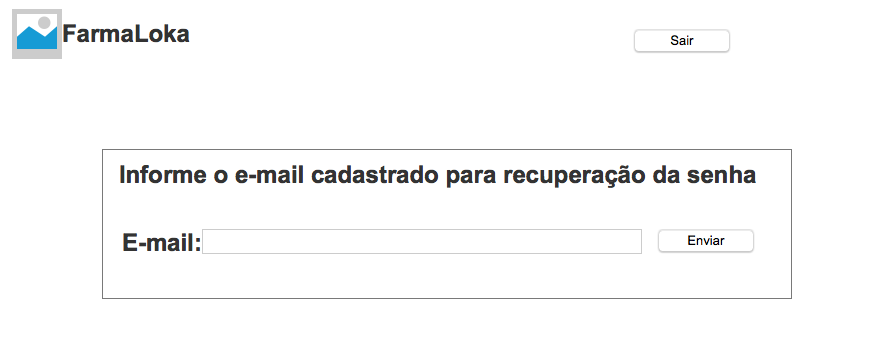 FarmaLoka
Sair
Informe o e-mail cadastrado para recuperação da senha
E-mail:
Enviar